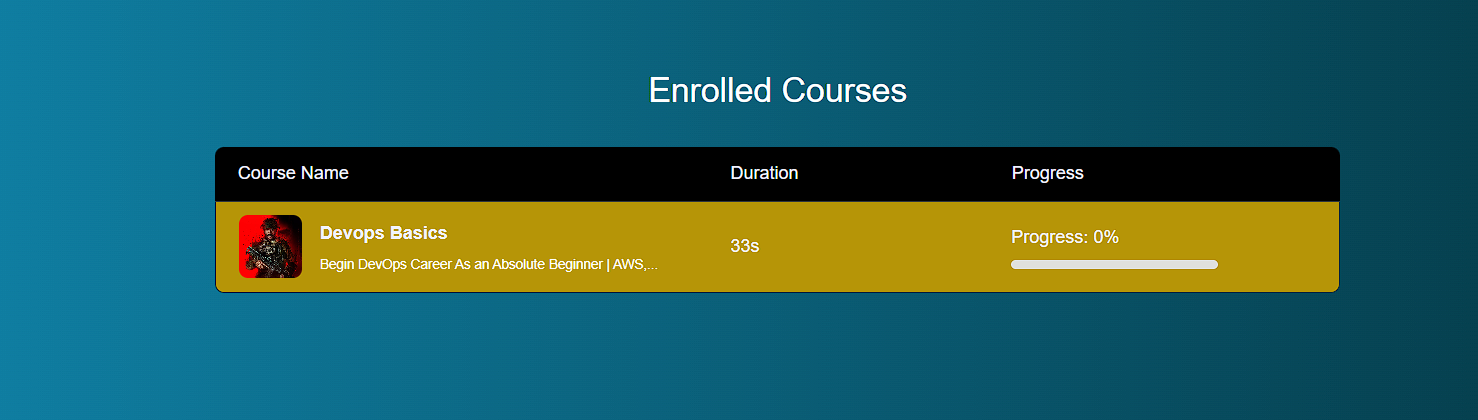 Enrolled Courses
Course Name Duration Progress
Devops Basics
Begin DevOps Career As an Absolute Beginner | AWS,...
33s
Progress: 0%